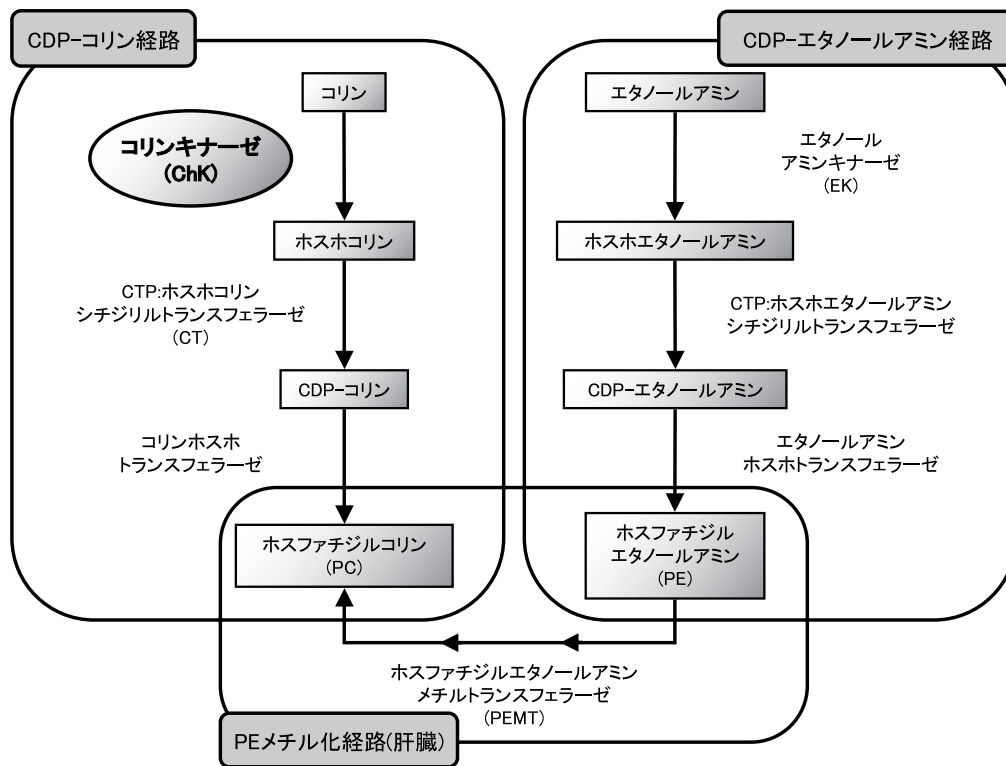 CDP-コリン経路
コリン
コリンキナーゼ
(ChK)
ホスホコリン
CTP:ホスホコリン
シチジリルトランスフェラーゼ
(CT)
CDP-コリン
コリンホスホ
トランスフェラーゼ
ホスファチジルコリン
(PC)
CDP-エタノールアミン経路
エタノールアミン
エタノール
アミンキナーゼ
(EK)
ホスホエタノールアミン
CTP:ホスホエタノールアミン
シチジリルトランスフェラーゼ
CDP-エタノールアミン
エタノールアミン
ホスホトランスフェラーゼ
ホスファチジル
エタノールアミン
(PE)
ホスファチジルエタノールアミン
メチルトランスフェラーゼ
(PEMT)
PEメチル化経路(肝臓)